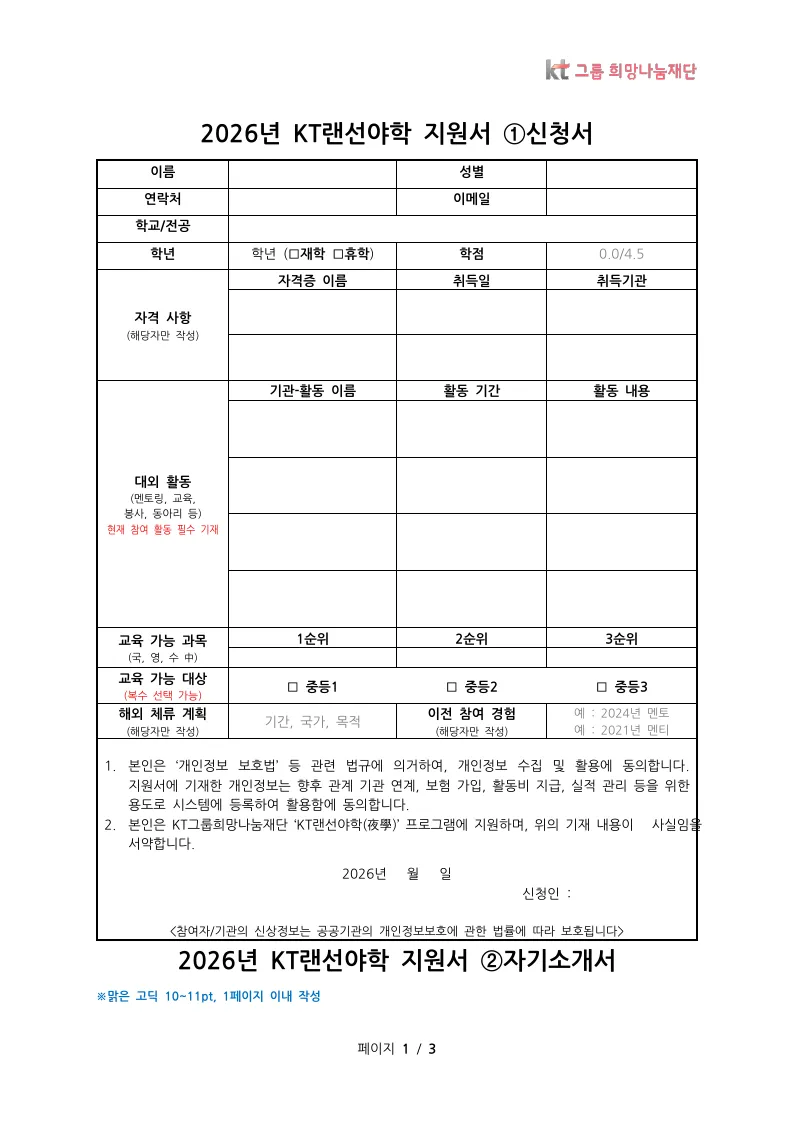 kt 그룹 희망나눔재단
2026년 KT랜선야학 지원서 ①신청서
이름 성별
연락처 이메일
학교/전공
학년 학년 (□재학 □휴학) 학점 0.0/4.5
자격증 이름 취득일 취득기관
자격 사항
(해당자만 작성)
기관-활동 이름 활동 기간 활동 내용
대외 활동
(멘토링, 교육,
봉사, 동아리 등)
현재 참여 활동 필수 기재
교육 가능 과목 1순위 2순위 3순위
(국, 영, 수 中)
교육 가능 대상 □ 중등1 □ 중등2 □ 중등3
(복수 선택 가능)
해외 체류 계획 기간, 국가, 목적 이전 참여 경험 예 : 2024년 멘토
(해당자만 작성) (해당자만 작성) 예 : 2021년 멘티
1. 본인은 ‘개인정보 보호법’ 등 관련 법규에 의거하여, 개인정보 수집 및 활용에 동의합니다.
지원서에 기재한 개인정보는 향후 관계 기관 연계, 보험 가입, 활동비 지급, 실적 관리 등을 위한
용도로 시스템에 등록하여 활용함에 동의합니다.
2. 본인은 KT그룹희망나눔재단 ‘KT랜선야학(夜學)’ 프로그램에 지원하며, 위의 기재 내용이 사실임을
서약합니다.
2026년 월 일
신청인 :
<참여자/기관의 신상정보는 공공기관의 개인정보보호에 관한 법률에 따라 보호됩니다>
2026년 KT랜선야학 지원서 ②자기소개서
※맑은 고딕 10~11pt, 1페이지 이내 작성
페이지 1 / 3